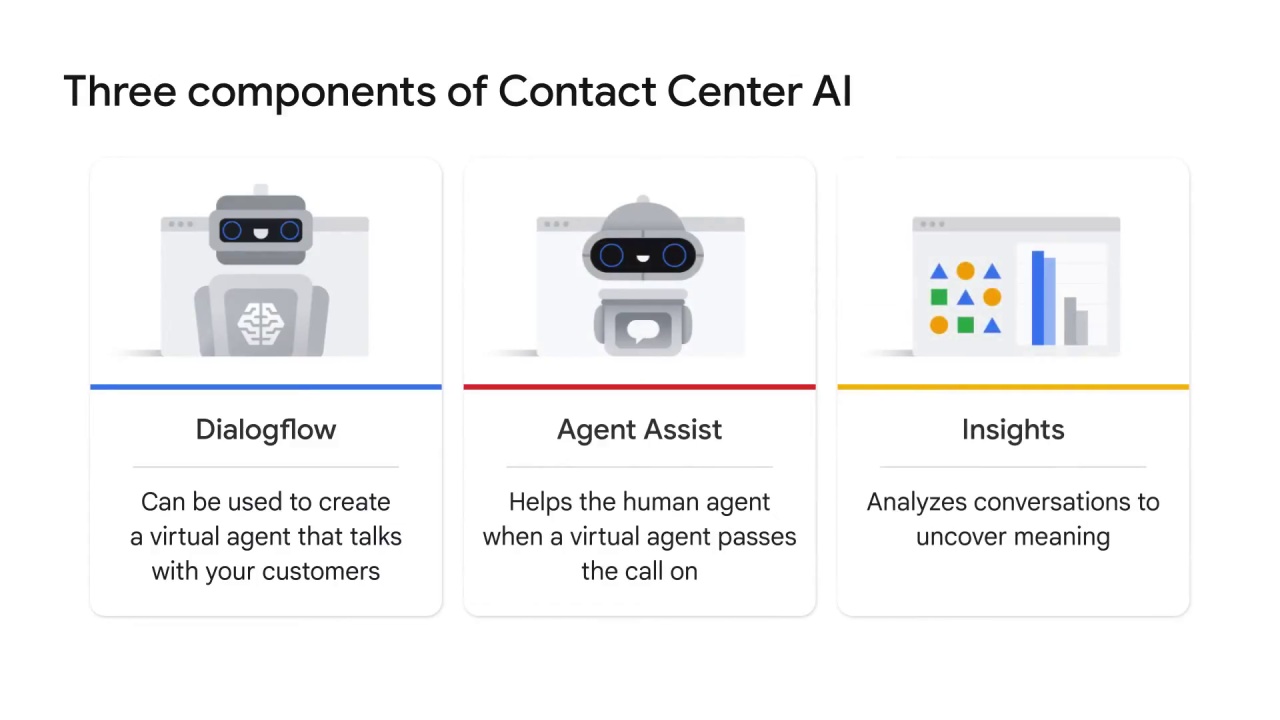 Three components of Contact Center AI
Dialogflow
Can be used to create
a virtual agent that talks
with your customers
Agent Assist
Helps the human agent
when a virtual agent passes
the call on
Insights
Analyzes conversations to
uncover meaning